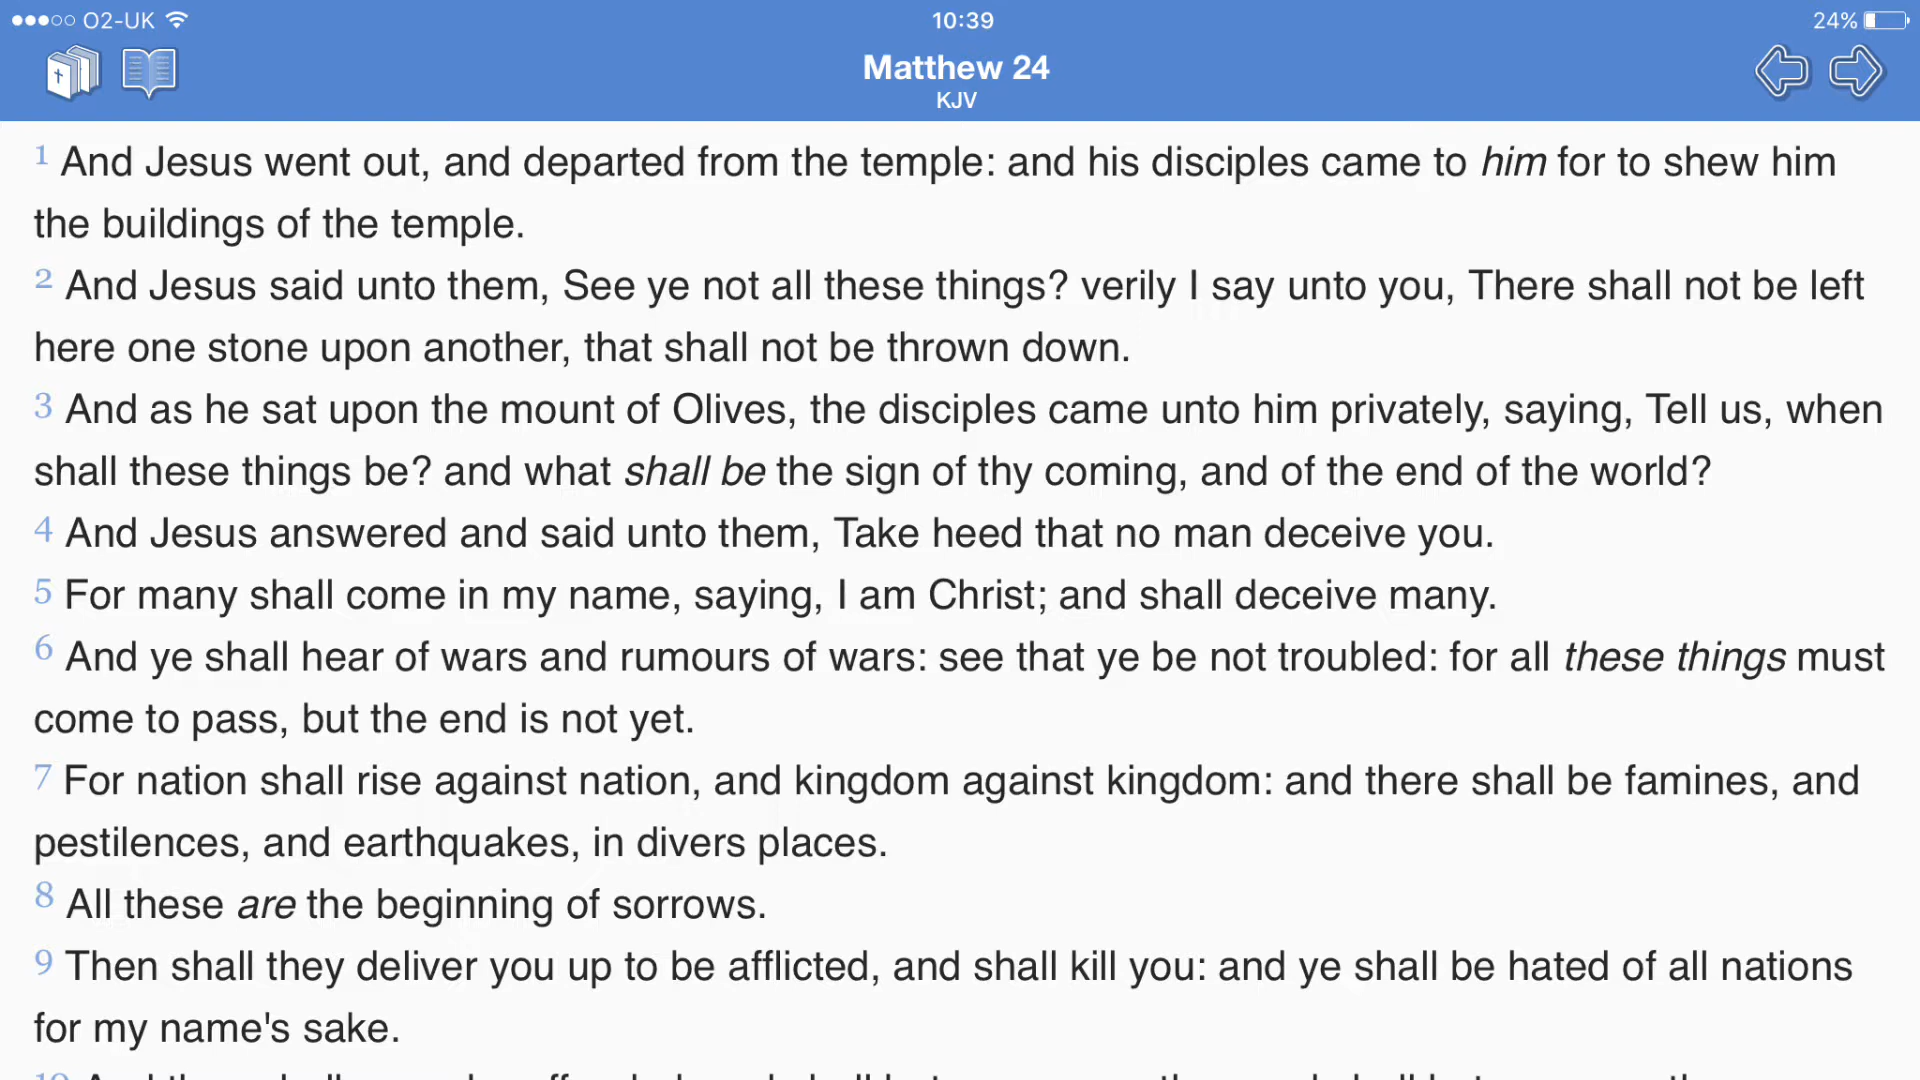 O2-UK 10:39 24%
Matthew 24
KJV
1 And Jesus went out, and departed from the temple: and his disciples came to him for to shew him
the buildings of the temple.
2 And Jesus said unto them, See ye not all these things? verily I say unto you, There shall not be left
here one stone upon another, that shall not be thrown down.
3 And as he sat upon the mount of Olives, the disciples came unto him privately, saying, Tell us, when
shall these things be? and what shall be the sign of thy coming, and of the end of the world?
4 And Jesus answered and said unto them, Take heed that no man deceive you.
5 For many shall come in my name, saying, I am Christ; and shall deceive many.
6 And ye shall hear of wars and rumours of wars: see that ye be not troubled: for all these things must
come to pass, but the end is not yet.
7 For nation shall rise against nation, and kingdom against kingdom: and there shall be famines, and
pestilences, and earthquakes, in divers places.
8 All these are the beginning of sorrows.
9 Then shall they deliver you up to be afflicted, and shall kill you: and ye shall be hated of all nations
for my name's sake.